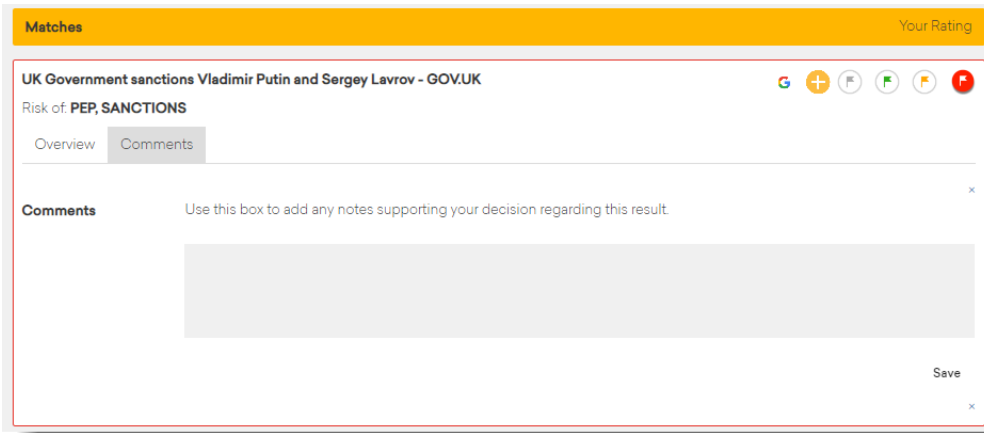 Matches
Your Rating
UK Government sanctions Vladimir Putin and Sergey Lavrov - GOV.UK
G
Risk of: PEP, SANCTIONS
Overview Comments
×
Comments
Use this box to add any notes supporting your decision regarding this result.
Save
×